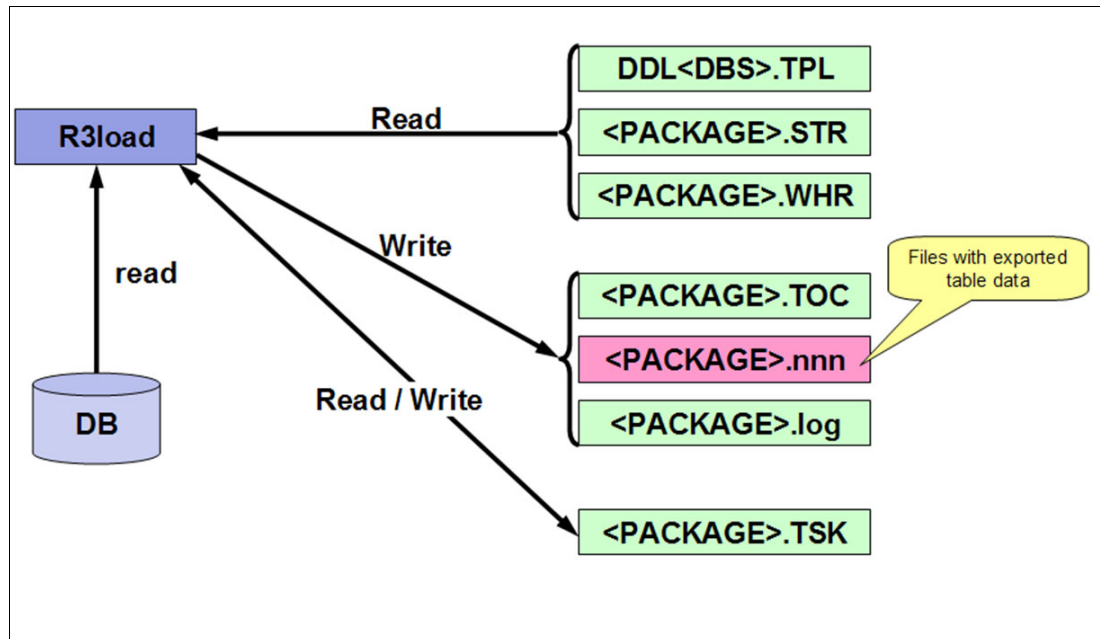 DDL<DBS>.TPL
Read
<PACKAGE>.STR
R3load
<PACKAGE>.WHR
Write
Files with exported
table data
read
<PACKAGE>.TOC
<PACKAGE>.nnn
Read / Write
DB
<PACKAGE>.log
<PACKAGE>.TSK